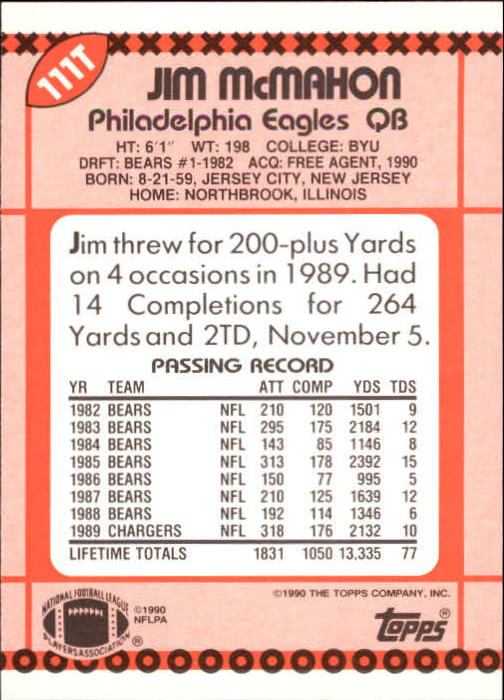 111T
JIM McMAHON
Philadelphia Eagles QB
HT: 6'1" WT: 198 COLLEGE: BYU
DRFT: BEARS #1-1982 ACQ: FREE AGENT, 1990
BORN: 8-21-59, JERSEY CITY, NEW JERSEY
HOME: NORTHBROOK, ILLINOIS
Jim threw for 200-plus Yards
on 4 occasions in 1989. Had
14 Completions for 264
Yards and 2TD, November 5.
PASSING RECORD
YR TEAM ATT COMP YDS TDS
1982 BEARS NFL 210 120 1501 9
1983 BEARS NFL 295 175 2184 12
1984 BEARS NFL 143 85 1146 8
1985 BEARS NFL 313 178 2392 15
1986 BEARS NFL 150 77 995 5
1987 BEARS NFL 210 125 1639 12
1988 BEARS NFL 192 114 1346 6
1989 CHARGERS NFL 318 176 2132 10
LIFETIME TOTALS 1831 1050 13,335 77
©1990 THE TOPPS COMPANY, INC.
NATIONAL FOOTBALL LEAGUE
PLAYERS ASSOCIATION ®
©1990
NFLPA
TOPPS®